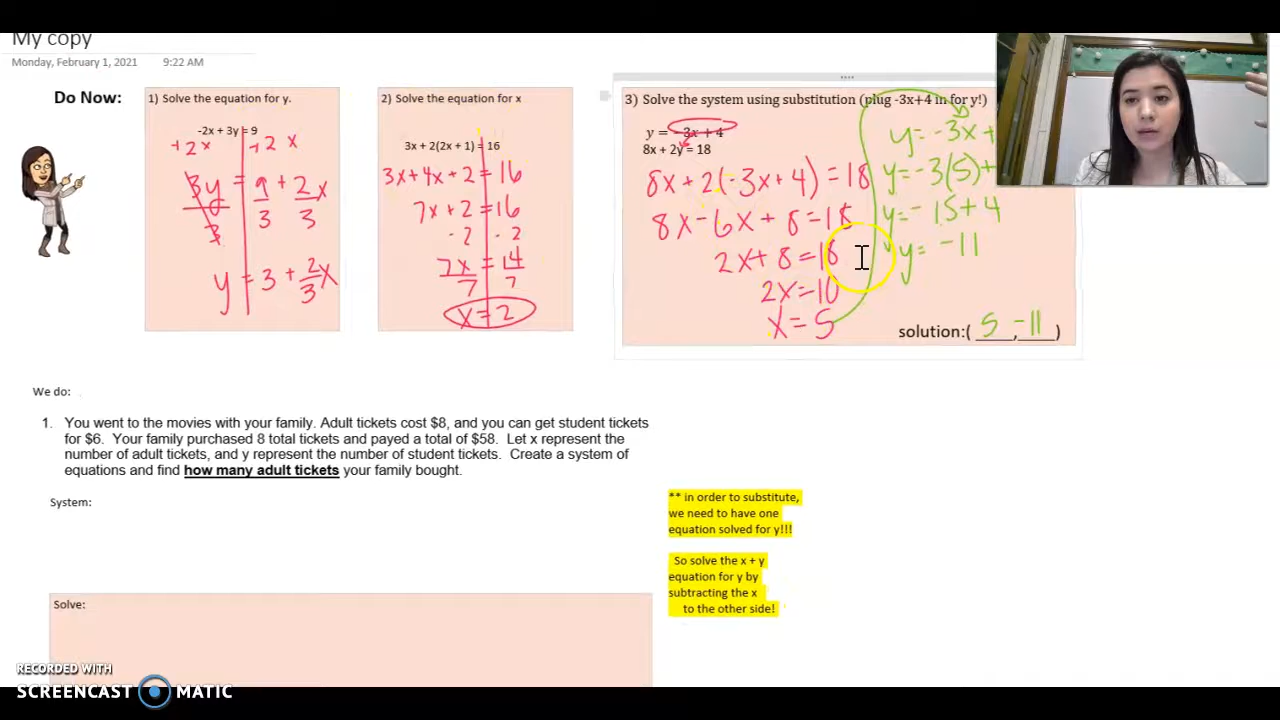 My copy
Monday, February 1, 2021 9:22 AM
Do Now:
1) Solve the equation for y.
-2x + 3y = 9
+2x +2x
3y = 9 + 2x
3 3 3
y = 3 + 2/3 x
2) Solve the equation for x
3x + 2(2x + 1) = 16
3x + 4x + 2 = 16
7x + 2 = 16
-2 -2
7x = 14
7 7
x = 2
3) Solve the system using substitution (plug -3x+4 in for y!)
y = -3x + 4
8x + 2y = 18
8x + 2(-3x + 4) = 18
8x - 6x + 8 = 18
2x + 8 = 18
2x = 10
x = 5
y = -3x +
y = -3(5) +
y = -15 + 4
y = -11
solution:( 5 , -11 )
We do:
1. You went to the movies with your family. Adult tickets cost $8, and you can get student tickets
for $6. Your family purchased 8 total tickets and payed a total of $58. Let x represent the
number of adult tickets, and y represent the number of student tickets. Create a system of
equations and find how many adult tickets your family bought.
System:
** in order to substitute,
we need to have one
equation solved for y!!!
So solve the x + y
equation for y by
subtracting the x
to the other side!
Solve:
RECORDED WITH
SCREENCAST MATIC